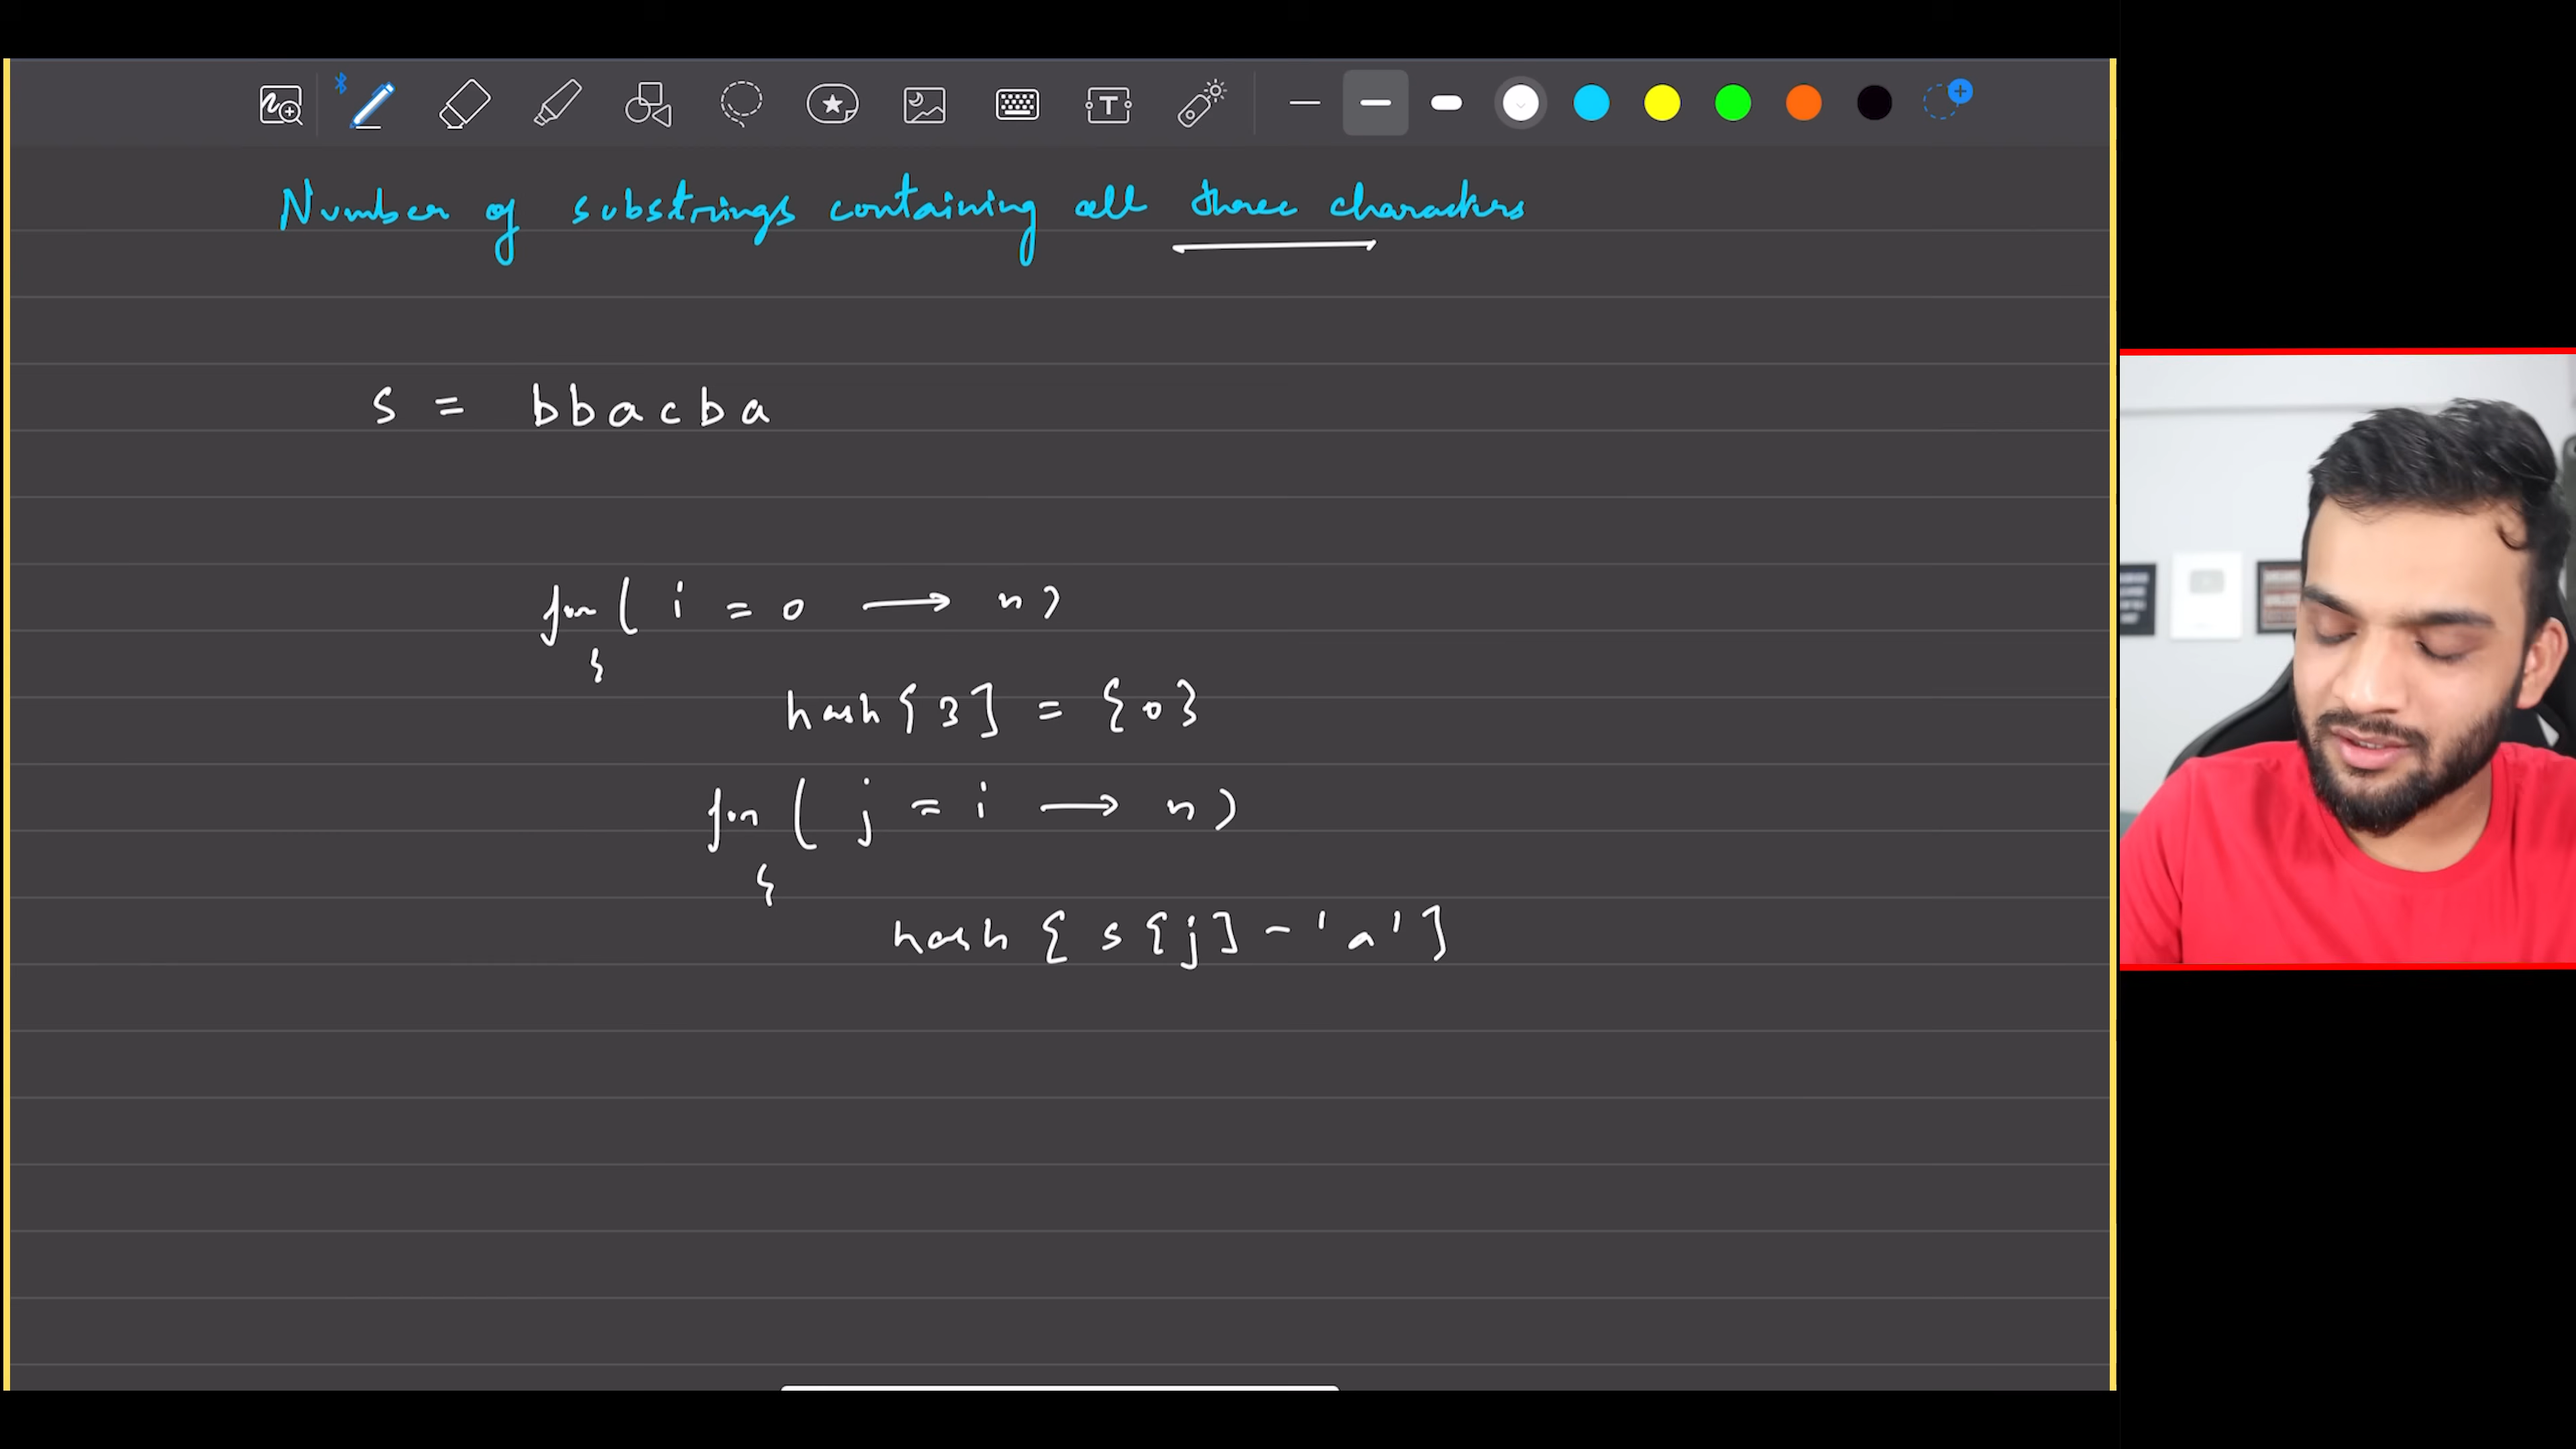 Number of substrings containing all three characters
s = bbacba
for ( i = 0 ⟶ n)
{
hash[3] = {0}
for ( j = i ⟶ n)
{
hash [ s[j] - 'a' ]